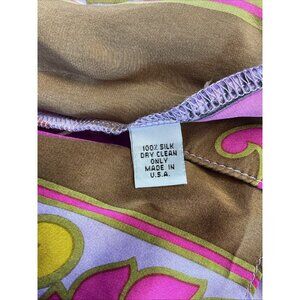 100% SILK
DRY CLEAN
ONLY
MADE IN
U.S.A.